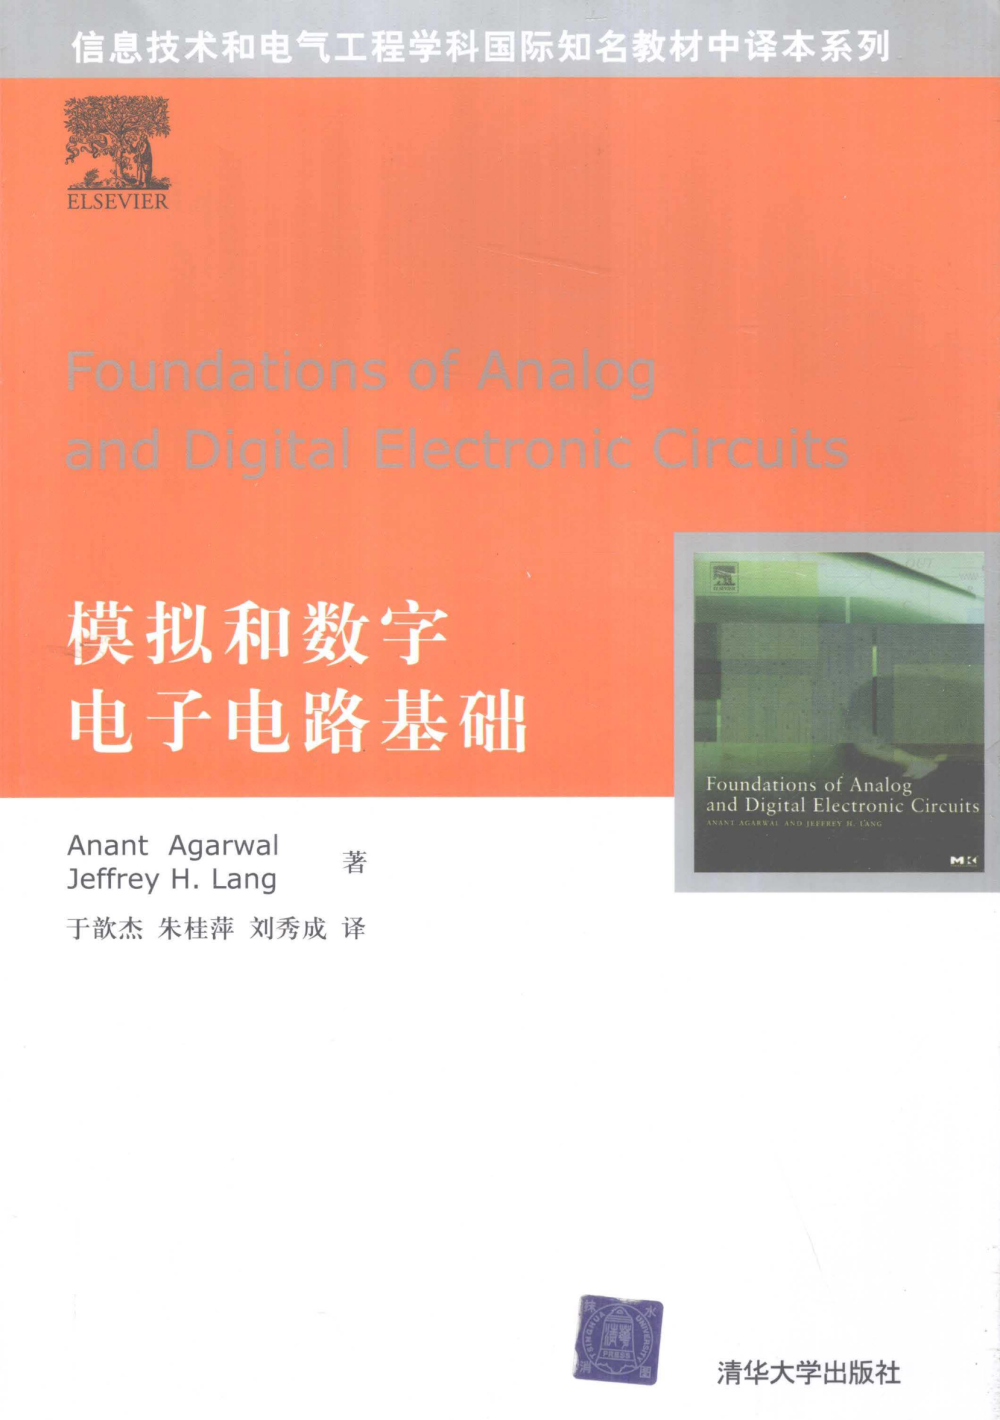 信息技术和电气工程学科国际知名教材中译本系列
ELSEVIER
Foundations of Analog
and Digital Electronic Circuits
模拟和数字
电子电路基础
Foundations of Analog
and Digital Electronic Circuits
ANANT AGARWAL AND JEFFREY H. LANG
Anant Agarwal
Jeffrey H. Lang
著
于歆杰 朱桂萍 刘秀成 译
TSINGHUA UNIVERSITY
清华大学出版社